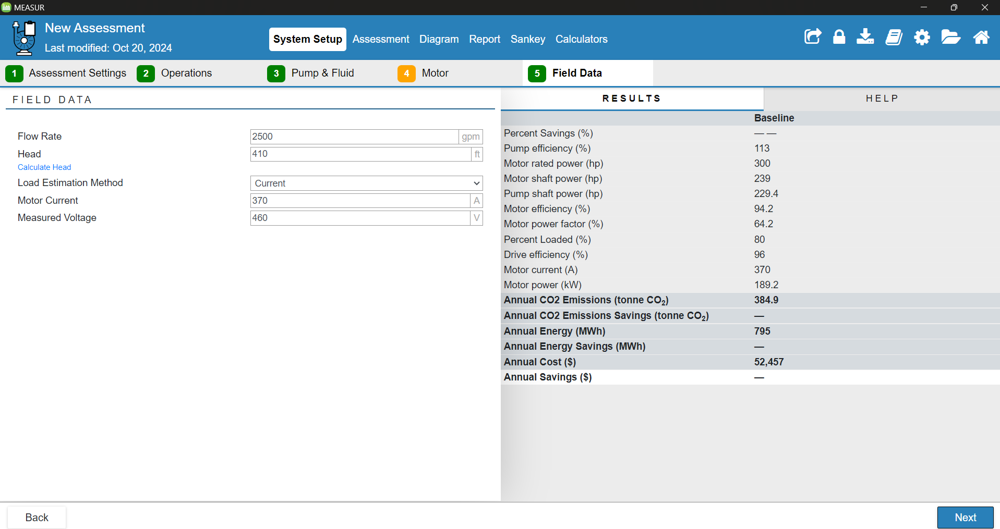 MEASUR
New Assessment
Last modified: Oct 20, 2024
System Setup Assessment Diagram Report Sankey Calculators
1 Assessment Settings 2 Operations 3 Pump & Fluid 4 Motor 5 Field Data
FIELD DATA
Flow Rate 2500 gpm
Head 410 ft
Calculate Head
Load Estimation Method Current
Motor Current 370 A
Measured Voltage 460 V
RESULTS HELP
Baseline
Percent Savings (%) — —
Pump efficiency (%) 113
Motor rated power (hp) 300
Motor shaft power (hp) 239
Pump shaft power (hp) 229.4
Motor efficiency (%) 94.2
Motor power factor (%) 64.2
Percent Loaded (%) 80
Drive efficiency (%) 96
Motor current (A) 370
Motor power (kW) 189.2
Annual CO2 Emissions (tonne CO₂) 384.9
Annual CO2 Emissions Savings (tonne CO₂) —
Annual Energy (MWh) 795
Annual Energy Savings (MWh) —
Annual Cost ($) 52,457
Annual Savings ($) —
Back Next